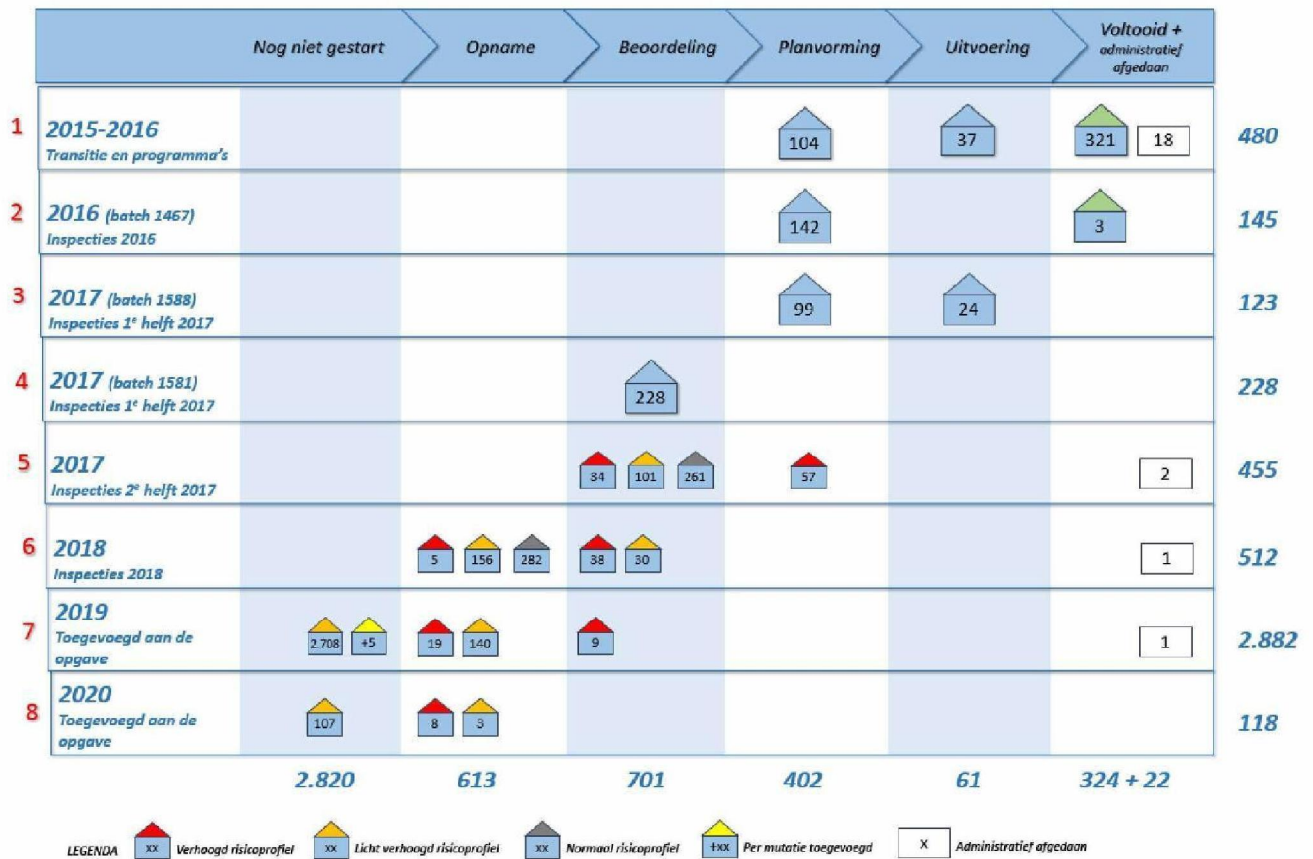 Nog niet gestart
Opname
Beoordeling
Planvorming
Uitvoering
Voltooid +
administratief
afgedaan
1
2015-2016
Transitie en programma's
104
37
321
18
480
2
2016 (batch 1467)
Inspecties 2016
142
3
145
3
2017 (batch 1588)
Inspecties 1e helft 2017
99
24
123
4
2017 (batch 1581)
Inspecties 1e helft 2017
228
228
5
2017
Inspecties 2e helft 2017
34
101
261
57
2
455
6
2018
Inspecties 2018
5
156
282
38
30
1
512
7
2019
Toegevoegd aan de
opgave
2.708
+5
19
140
9
1
2.882
8
2020
Toegevoegd aan de
opgave
107
8
3
118
2.820
613
701
402
61
324 + 22
LEGENDA
xx Verhoogd risicoprofiel
xx Licht verhoogd risicoprofiel
xx Normaal risicoprofiel
+xx Per mutatie toegevoegd
X Administratief afgedaan